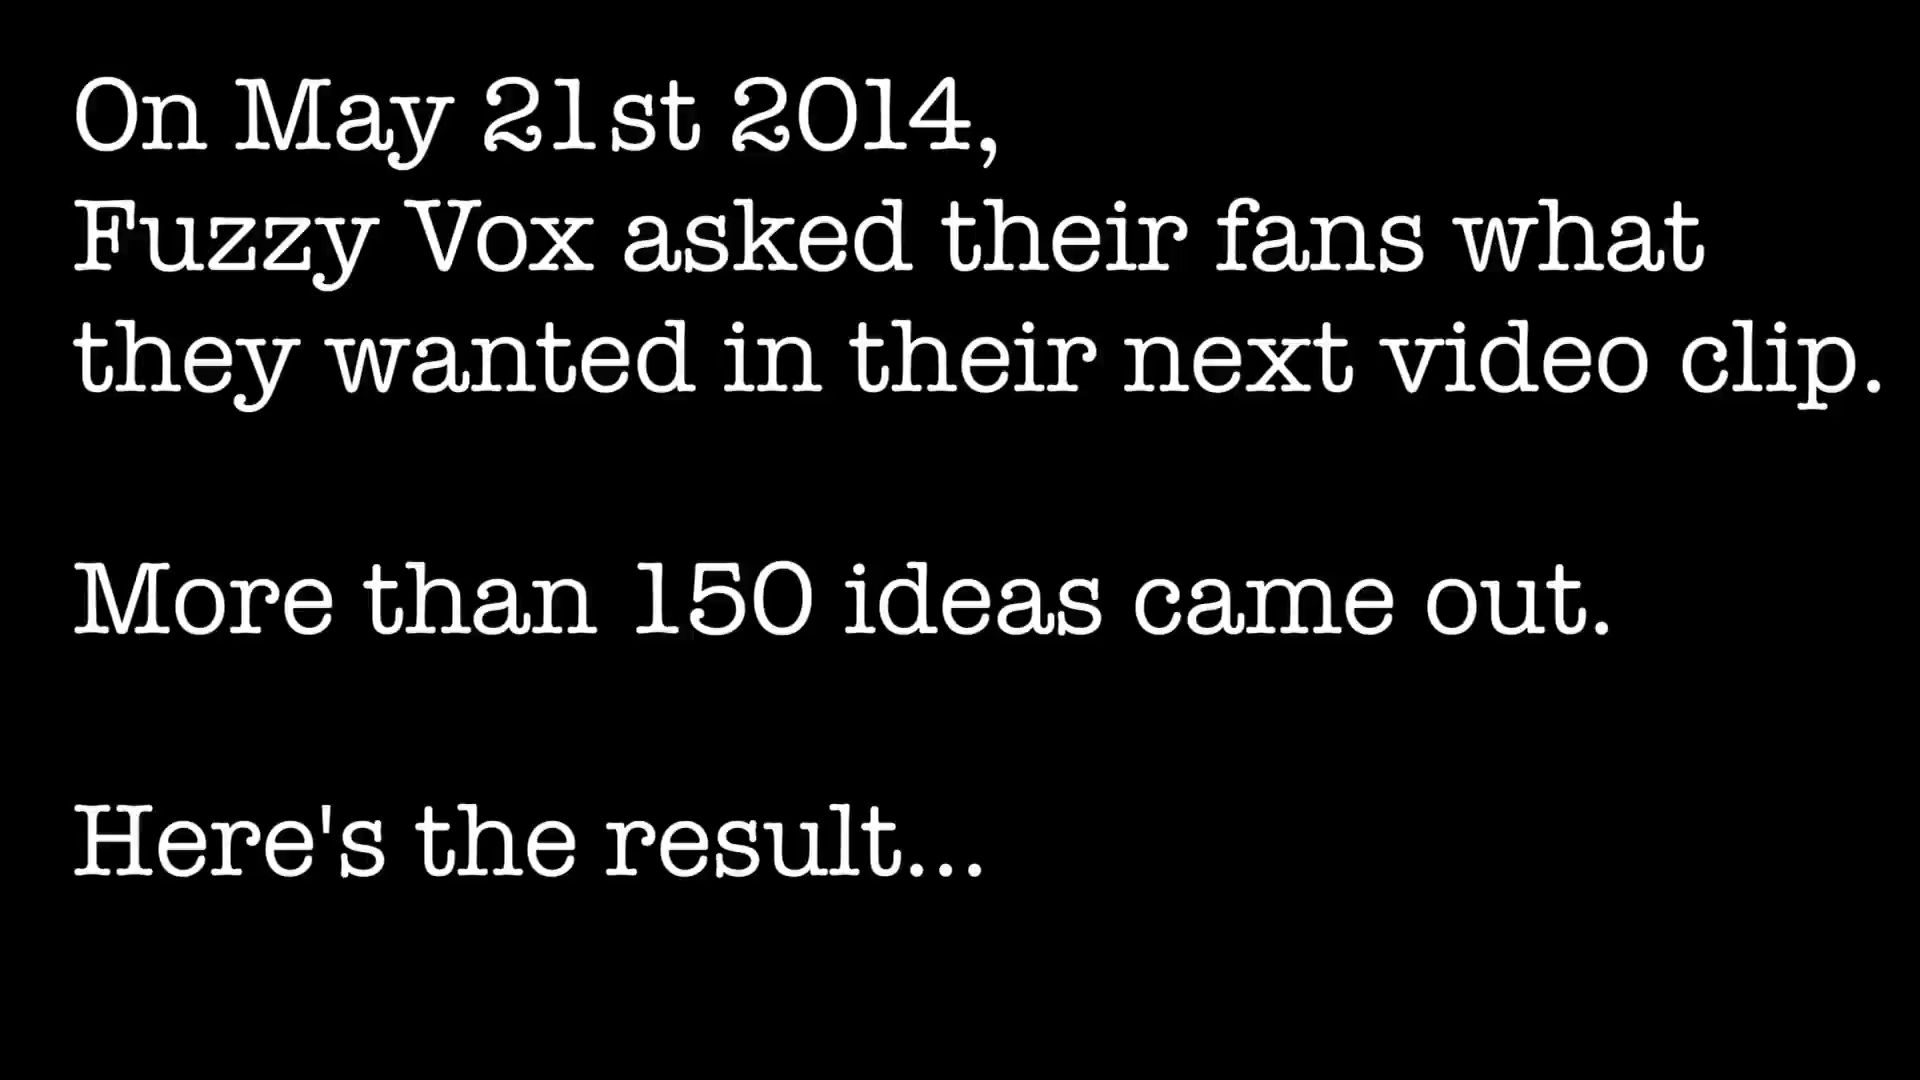 On May 21st 2014,
Fuzzy Vox asked their fans what
they wanted in their next video clip.
More than 150 ideas came out.
Here's the result...